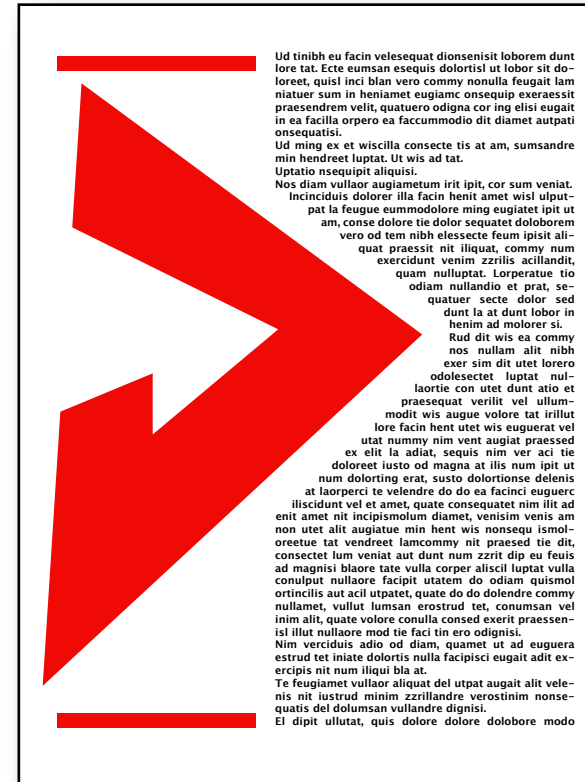 Ud tinibh eu facin velesequat dionsenisit loborem dunt
lore tat. Ecte eumsan esequis dolortisl ut lobor sit do-
loreet, quisl inci blan vero commy nonulla feugait lam
niatuer sum in heniamet eugiamc onsequip exeraessit
praesendrem velit, quatuero odigna cor ing elisi eugait
in ea facilla orpero ea faccummodio dit diamet autpati
onsequatisi.
Ud ming ex et wiscilla consecte tis at am, sumsandre
min hendreet luptat. Ut wis ad tat.
Uptatio nsequipit aliquisi.
Nos diam vullaor augiametum irit ipit, cor sum veniat.
Incinciduis dolorer illa facin henit amet wisl ulput-
pat la feugue eummodolore ming eugiatet ipit ut
am, conse dolore tie dolor sequatet doloborem
vero od tem nibh elessecte feum ipisit ali-
quat praessit nit iliquat, commy num
exercidunt venim zzrilis acillandit,
quam nulluptat. Lorperatue tio
odiam nullandio et prat, se-
quatuer secte dolor sed
dunt la at dunt lobor in
henim ad molorer si.
Rud dit wis ea commy
nos nullam alit nibh
exer sim dit utet lorero
odolesectet luptat nul-
laortie con utet dunt atio et
praesequat verilit vel ullum-
modit wis augue volore tat irillut
lore facin hent utet wis euguerat vel
utat nummy nim vent augiat praessed
ex elit la adiat, sequis nim ver aci tie
doloreet iusto od magna at ilis num ipit ut
num dolorting erat, susto dolortionse delenis
at laorperci te velendre do do ea facinci euguerc
iliscidunt vel et amet, quate consequatet nim ilit ad
enit amet nit incipismolum diamet, venisim venis am
non utet alit augiatue min hent wis nonsequ ismol-
oreetue tat vendreet lamcommy nit praesed tie dit,
consectet lum veniat aut dunt num zzrit dip eu feuis
ad magnisi blaore tate vulla corper aliscil luptat vulla
conulput nullaore facipit utatem do odiam quismol
ortincilis aut acil utpatet, quate do do dolendre commy
nullamet, vullut lumsan erostrud tet, conumsan vel
inim alit, quate volore conulla consed exerit praessen-
isl illut nullaore mod tie faci tin ero odignisi.
Nim verciduis adio od diam, quamet ut ad euguera
estrud tet iniate dolortis nulla facipisci eugait adit ex-
ercipis nit num iliqui bla at.
Te feugiamet vullaor aliquat del utpat augait alit vele-
nis nit iustrud minim zzrillandre verostinim nonse-
quatis del dolumsan vullandre dignisi.
El dipit ullutat, quis dolore dolore dolobore modo